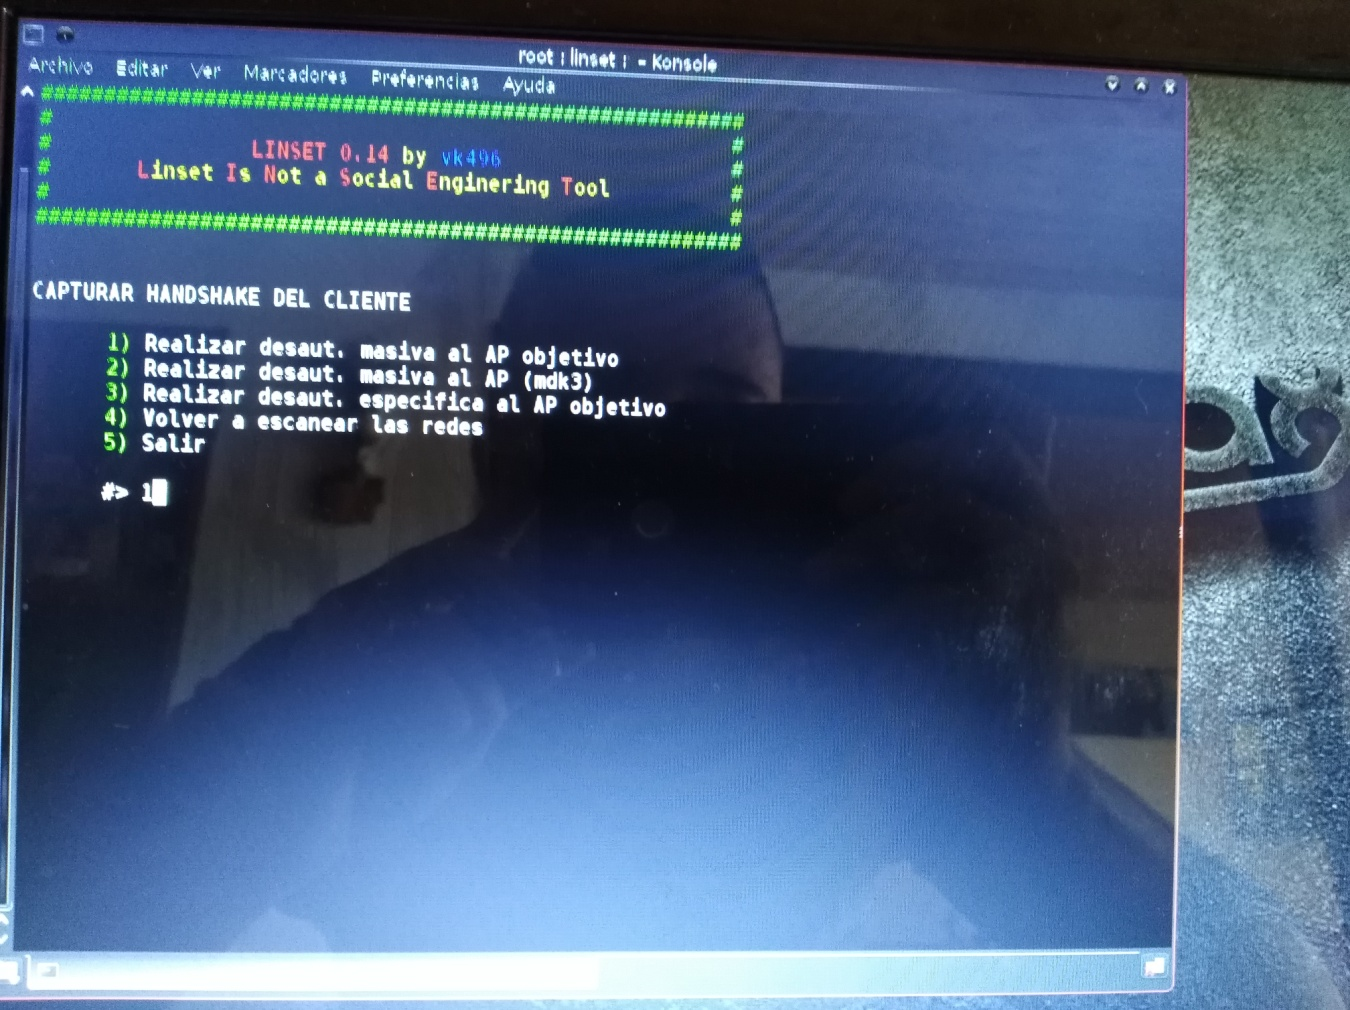 root : linset : - Konsole
Archivo Editar Ver Marcadores Preferencias Ayuda
################################################
LINSET 0.14 by vk496
Linset Is Not a Social Enginering Tool
################################################
CAPTURAR HANDSHAKE DEL CLIENTE
1) Realizar desaut. masiva al AP objetivo
2) Realizar desaut. masiva al AP (mdk3)
3) Realizar desaut. especifica al AP objetivo
4) Volver a escanear las redes
5) Salir
#> 1